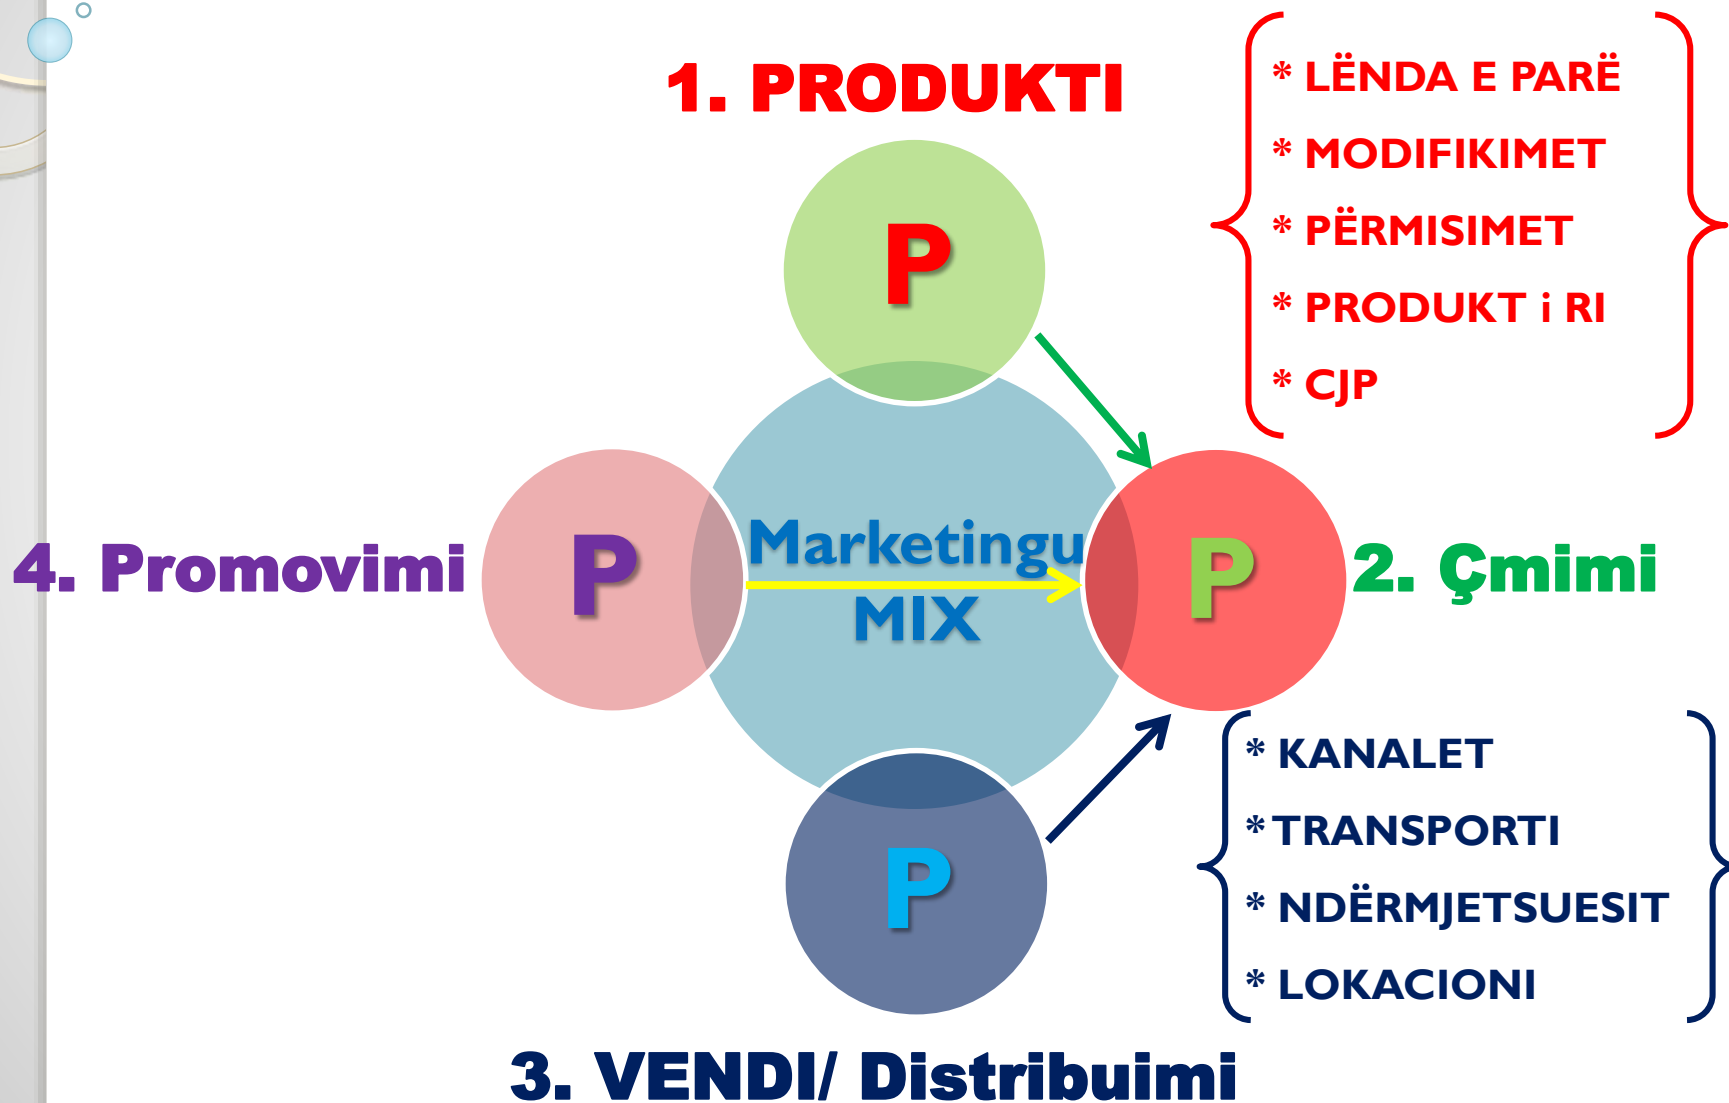 1. PRODUKTI
* LËNDA E PARË
* MODIFIKIMET
* PËRMISIMET
* PRODUKT i RI
* CJP
P
4. Promovimi
P
Marketingu
MIX
P
2. Çmimi
P
* KANALET
* TRANSPORTI
* NDËRMJETSUESIT
* LOKACIONI
3. VENDI/ Distribuimi